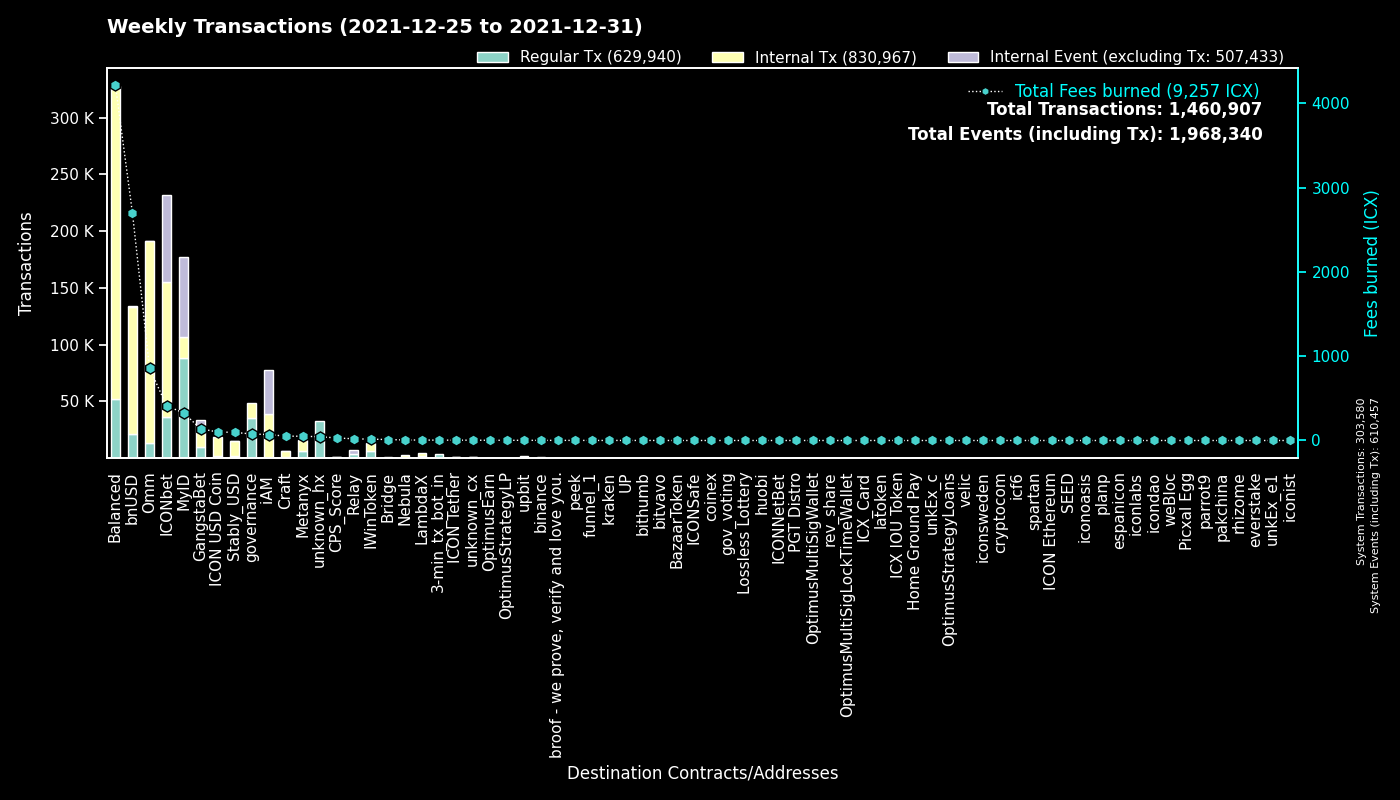 Weekly Transactions (2021-12-25 to 2021-12-31)
Regular Tx (629,940)
Internal Tx (830,967)
Internal Event (excluding Tx: 507,433)
Total Fees burned (9,257 ICX)
Total Transactions: 1,460,907
Total Events (including Tx): 1,968,340
Transactions
300 K
250 K
200 K
150 K
100 K
50 K
4000
3000
2000
1000
0
Fees burned (ICX)
System Transactions: 303,580
System Events (including Tx): 610,457
Balanced
bnUSD
Omm
ICONbet
MyID
GangstaBet
ICON USD Coin
Stably_USD
governance
iAM
Craft
Metanyx
unknown_hx
CPS_Score
Relay
IWinToken
Bridge
Nebula
LambdaX
3-min_tx_bot_in
ICON Tetfier
unknown_cx
OptimusEarn
OptimusStrategyLP
upbit
binance
broof - we prove, verify and love you.
peek
funnel_1
kraken
UP
bithumb
bitvavo
BazaarToken
ICONSafe
coinex
gov_voting
Lossless Lottery
huobi
ICONNetBet
PGT Distro
OptimusMultiSigWallet
rev_share
OptimusMultiSigLockTimeWallet
ICX_Card
latoken
ICX IOU Token
Home Ground Pay
unkEx_c
OptimusStrategyLoans
velic
iconsweden
cryptocom
icf6
spartan
ICON Ethereum
SEED
iconoasis
planp
espanicon
iconlabs
icondao
weBloc
Picxal Egg
parrot9
pakchina
rhizome
everstake
unkEx_e1
iconist
Destination Contracts/Addresses